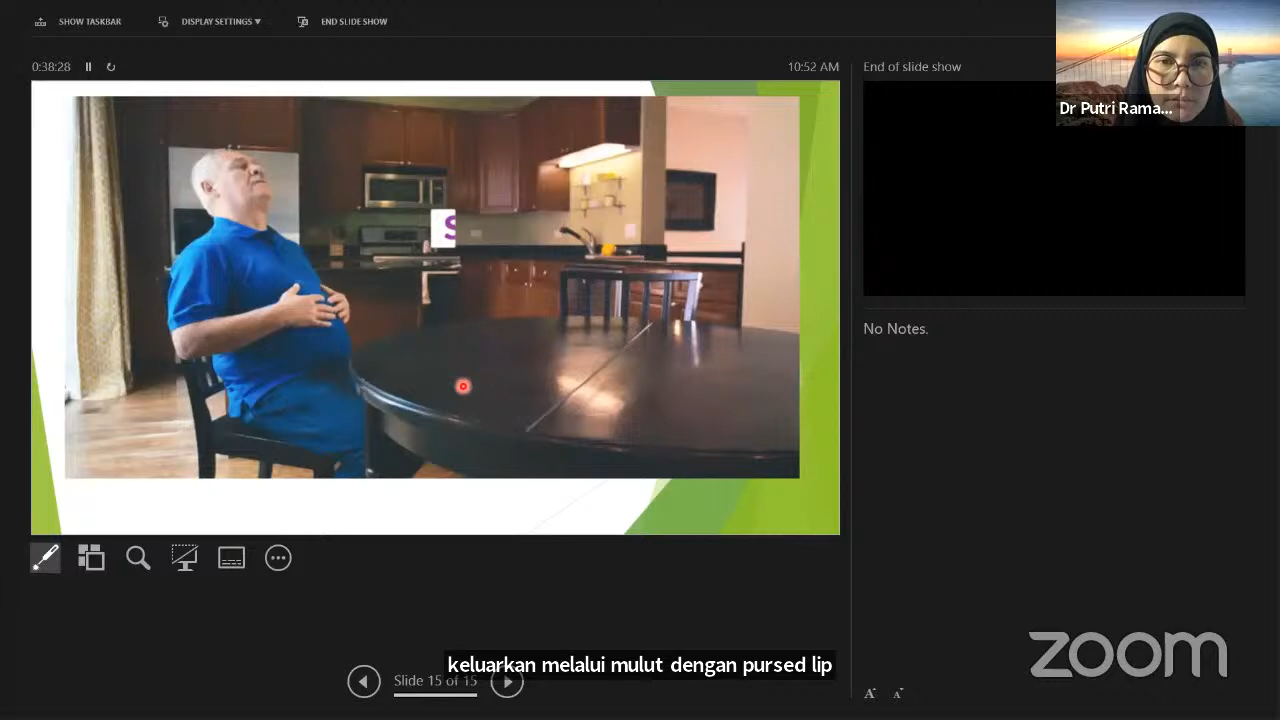 SHOW TASKBAR
DISPLAY SETTINGS
END SLIDE SHOW
0:38:28
10:52 AM
End of slide show
Dr Putri Rama...
S
No Notes.
keluarkan melalui mulut dengan pursed lip
Slide 15 of 15
zoom
A A